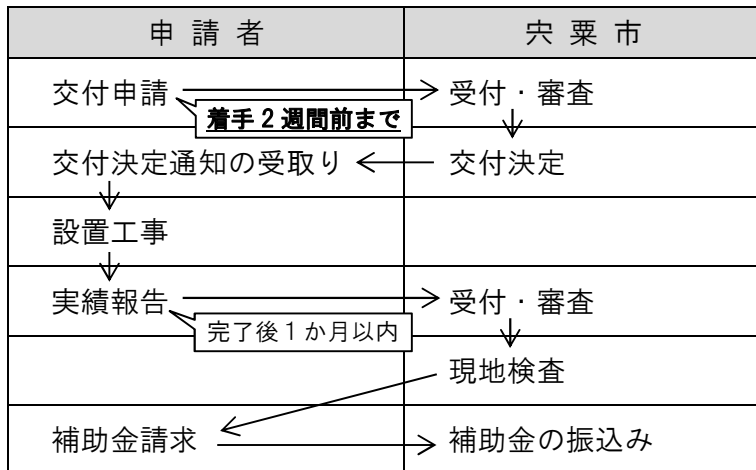 申請者 宍粟市
交付申請 受付・審査
着手2週間前まで
交付決定通知の受取り 交付決定
設置工事
実績報告 受付・審査
完了後1か月以内
現地検査
補助金請求 補助金の振込み